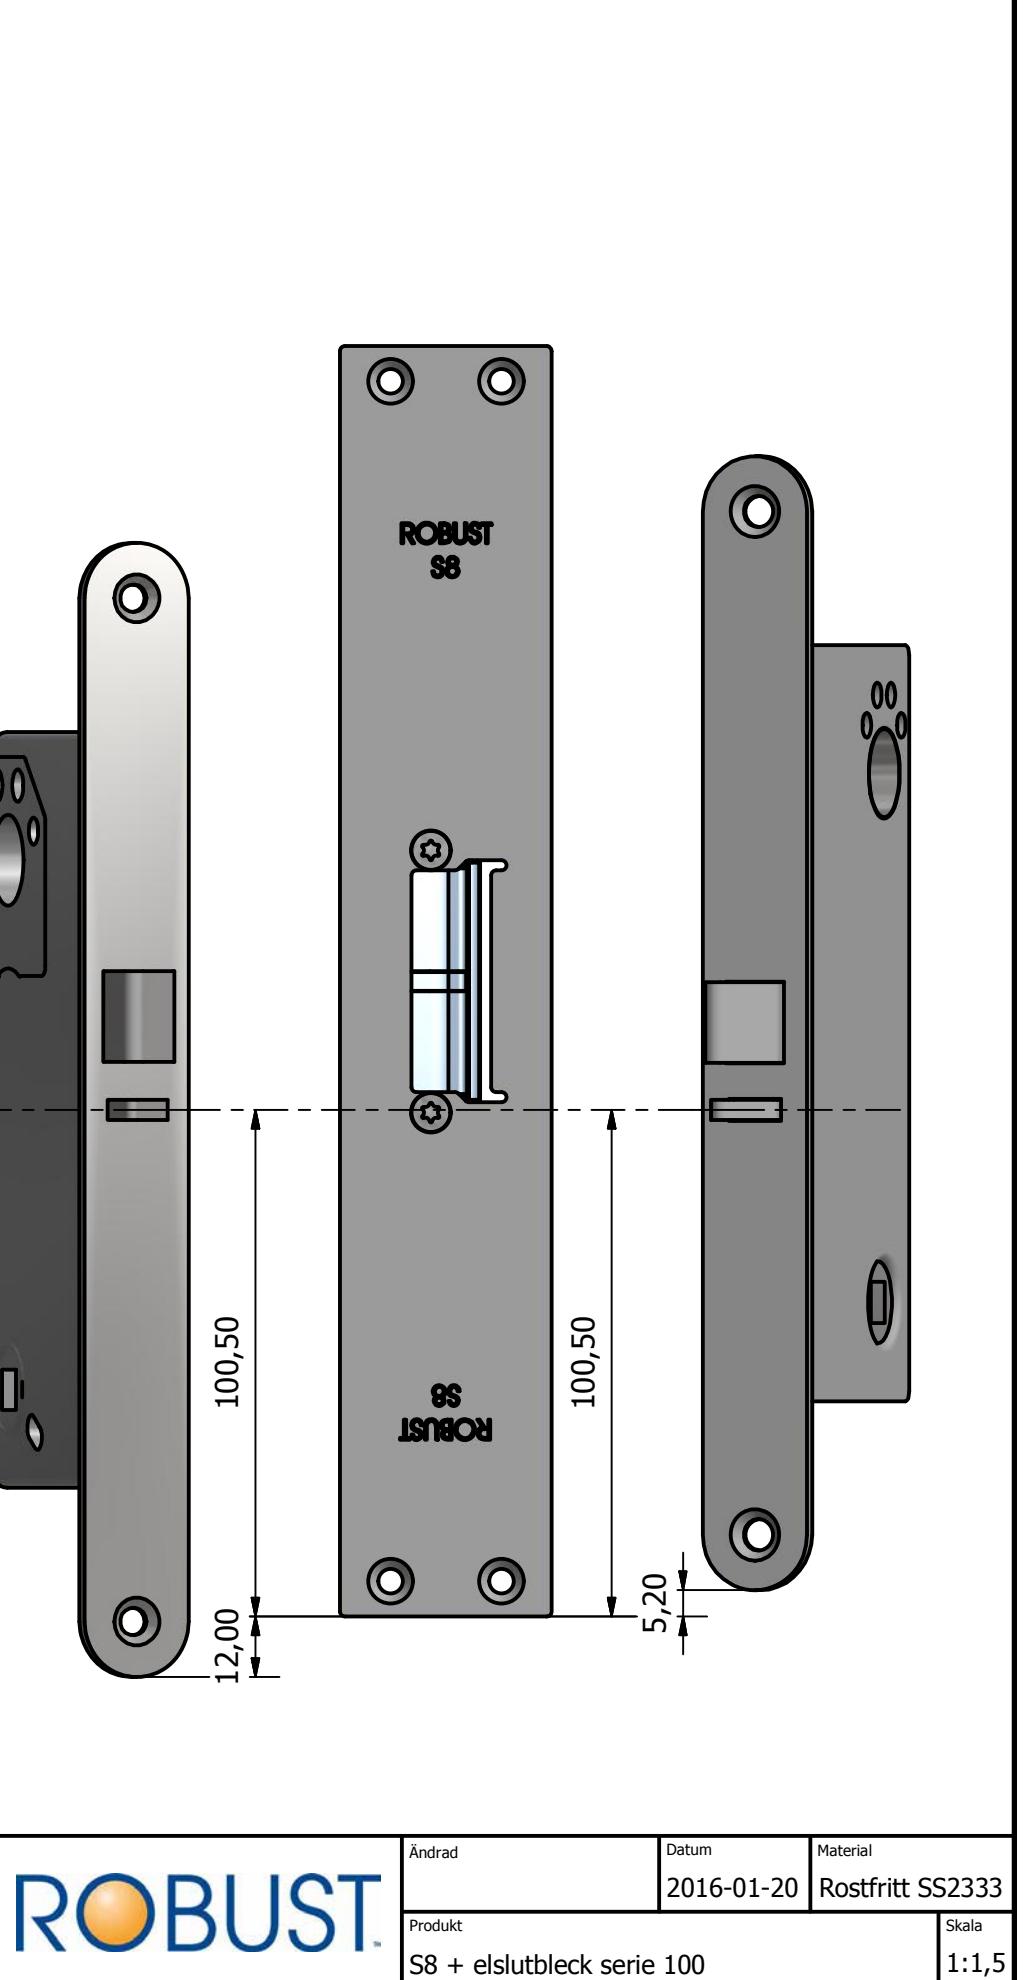 ROBUST
S8
100,50
100,50
S8
ROBUST
5,20
12,00
ROBUST™
Ändrad
Datum
2016-01-20
Material
Rostfritt SS2333
Produkt
S8 + elslutbleck serie 100
Skala
1:1,5